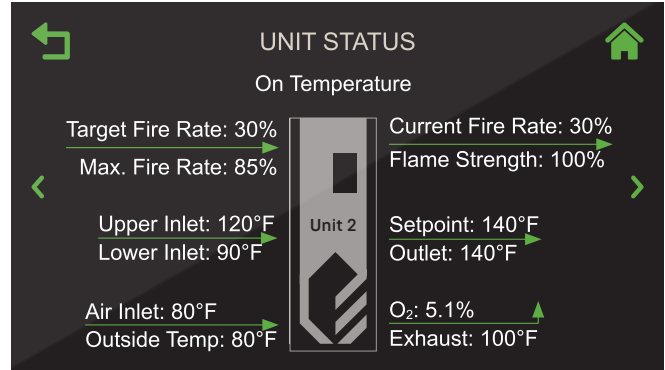 UNIT STATUS
On Temperature
Target Fire Rate: 30%
Max. Fire Rate: 85%
Current Fire Rate: 30%
Flame Strength: 100%
Upper Inlet: 120°F
Lower Inlet: 90°F
Unit 2
Setpoint: 140°F
Outlet: 140°F
Air Inlet: 80°F
Outside Temp: 80°F
O₂: 5.1%
Exhaust: 100°F